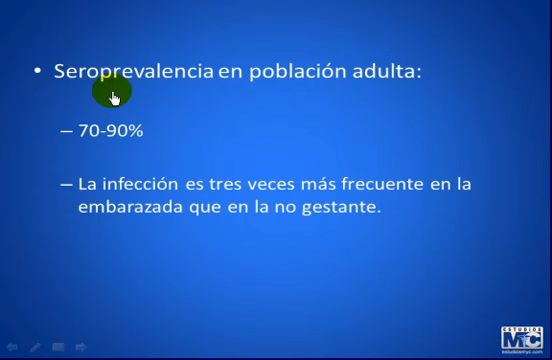 • Seroprevalencia en población adulta:
– 70-90%
– La infección es tres veces más frecuente en la
embarazada que en la no gestante.
ESTUDIOS
MC
estudiosmyc.com